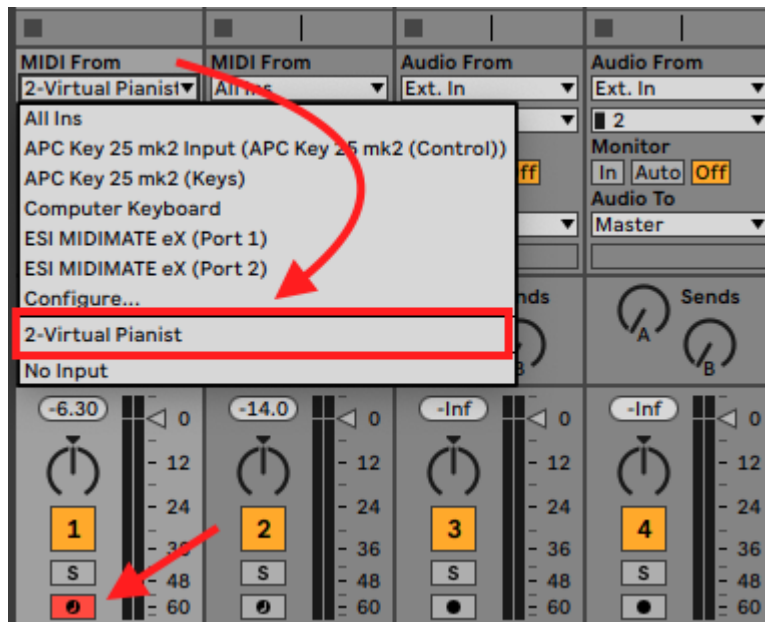 MIDI From
MIDI From
Audio From
Audio From
2-Virtual Pianist
All Ins
Ext. In
Ext. In
All Ins
APC Key 25 mk2 Input (APC Key 25 mk2 (Control))
APC Key 25 mk2 (Keys)
Computer Keyboard
ESI MIDIMATE eX (Port 1)
ESI MIDIMATE eX (Port 2)
Configure...
2-Virtual Pianist
No Input
2
Monitor
In Auto Off
Audio To
Master
Sends
A
B
-6.30
-14.0
-Inf
-Inf
0
0
0
0
12
12
12
12
24
24
24
24
1
2
3
4
36
36
36
36
S
S
S
S
48
48
48
48
60
60
60
60